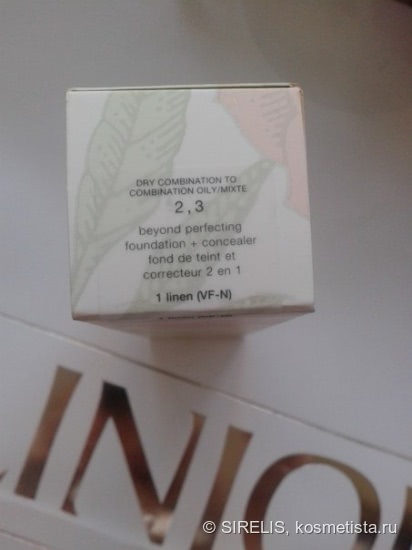 DRY COMBINATION TO
COMBINATION OILY/MIXTE
2,3
beyond perfecting
foundation + concealer
fond de teint et
correcteur 2 en 1
1 linen (VF-N)
LINIQ
© SIRELIS, kosmetista.ru